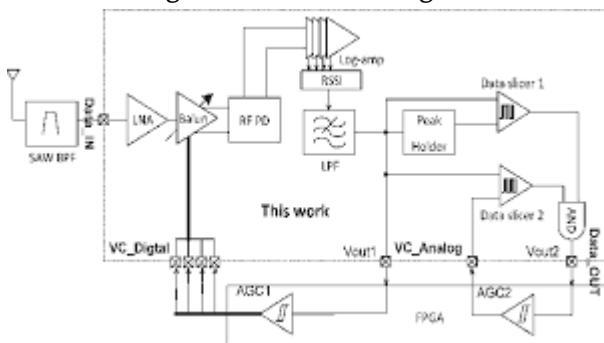 Log-amp
RSSI
Data slicer 1
Data_IN
LNA
Balun
RF PD
Peak
Holder
SAW BPF
LPF
This work
Data slicer 2
AND
VC_Digtal
Vout1
VC_Analog
Vout2
Data_OUT
AGC1
AGC2
FPGA